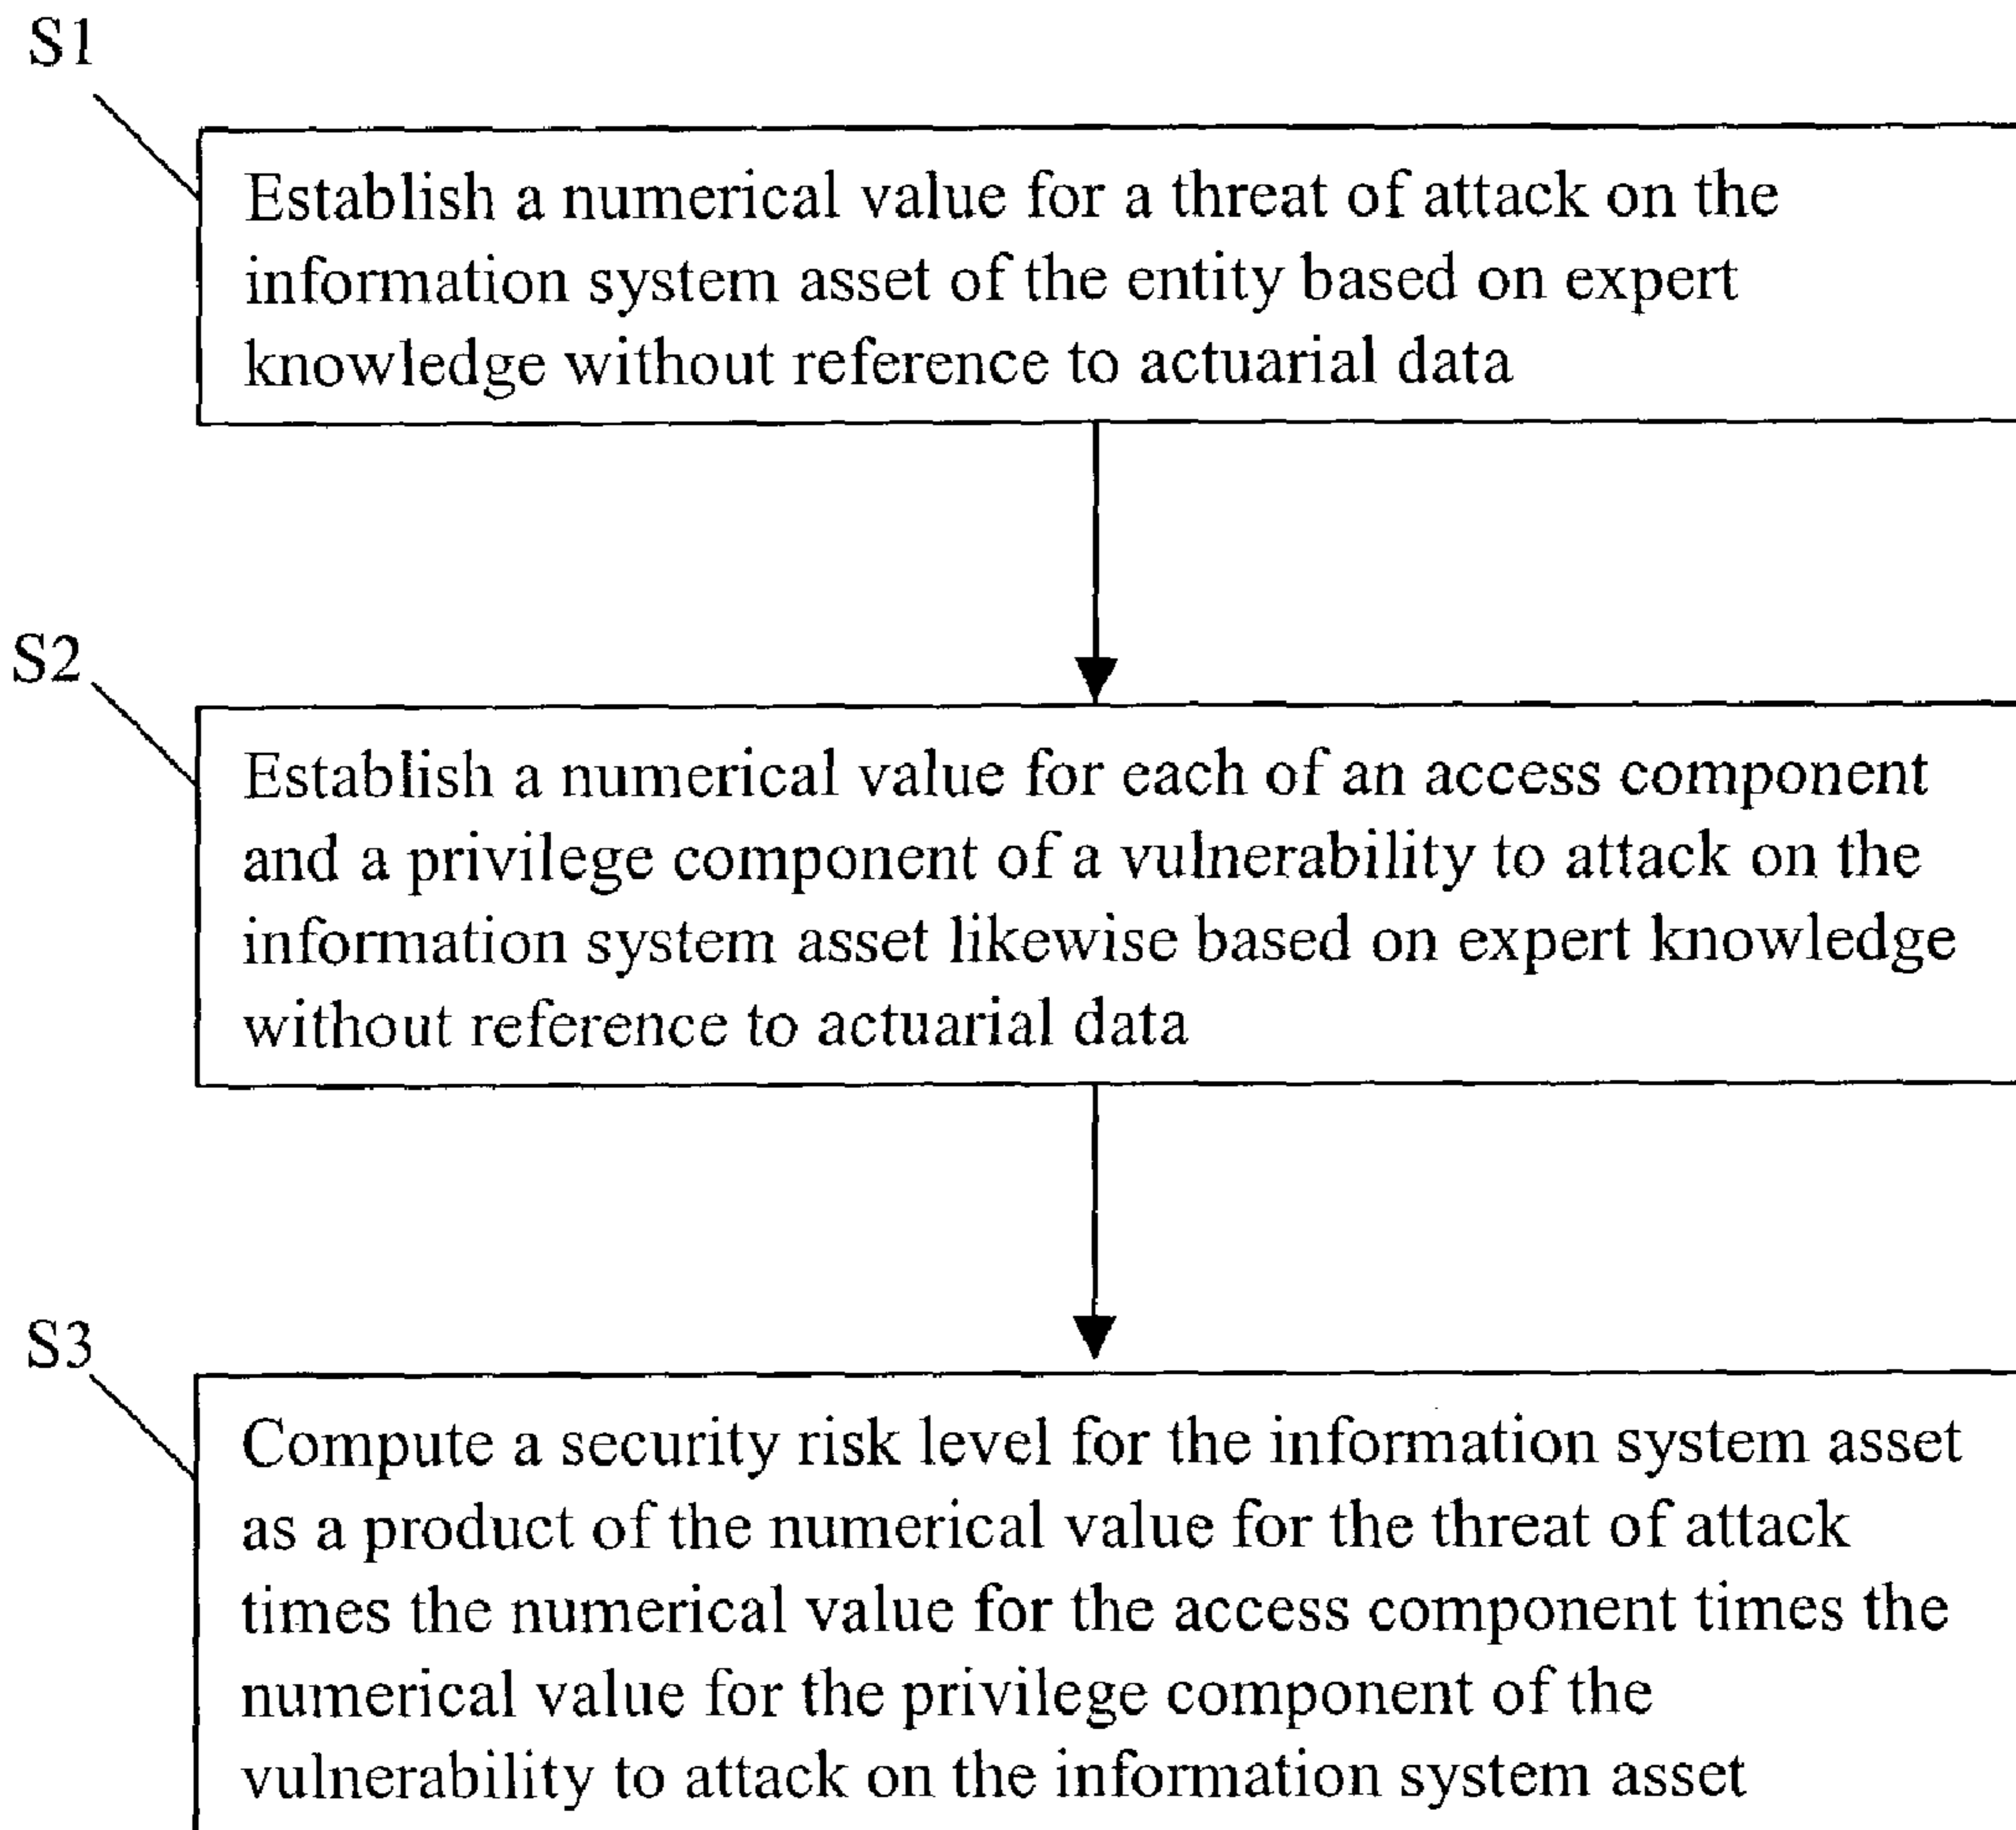 S1
Establish a numerical value for a threat of attack on the
information system asset of the entity based on expert
knowledge without reference to actuarial data
S2
Establish a numerical value for each of an access component
and a privilege component of a vulnerability to attack on the
information system asset likewise based on expert knowledge
without reference to actuarial data
S3
Compute a security risk level for the information system asset
as a product of the numerical value for the threat of attack
times the numerical value for the access component times the
numerical value for the privilege component of the
vulnerability to attack on the information system asset